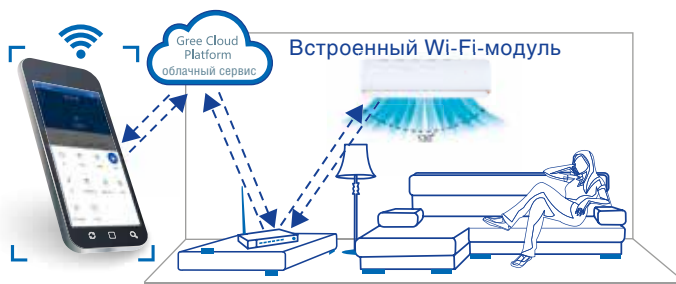 Gree Cloud
Platform
облачный сервис
Встроенный Wi-Fi-модуль